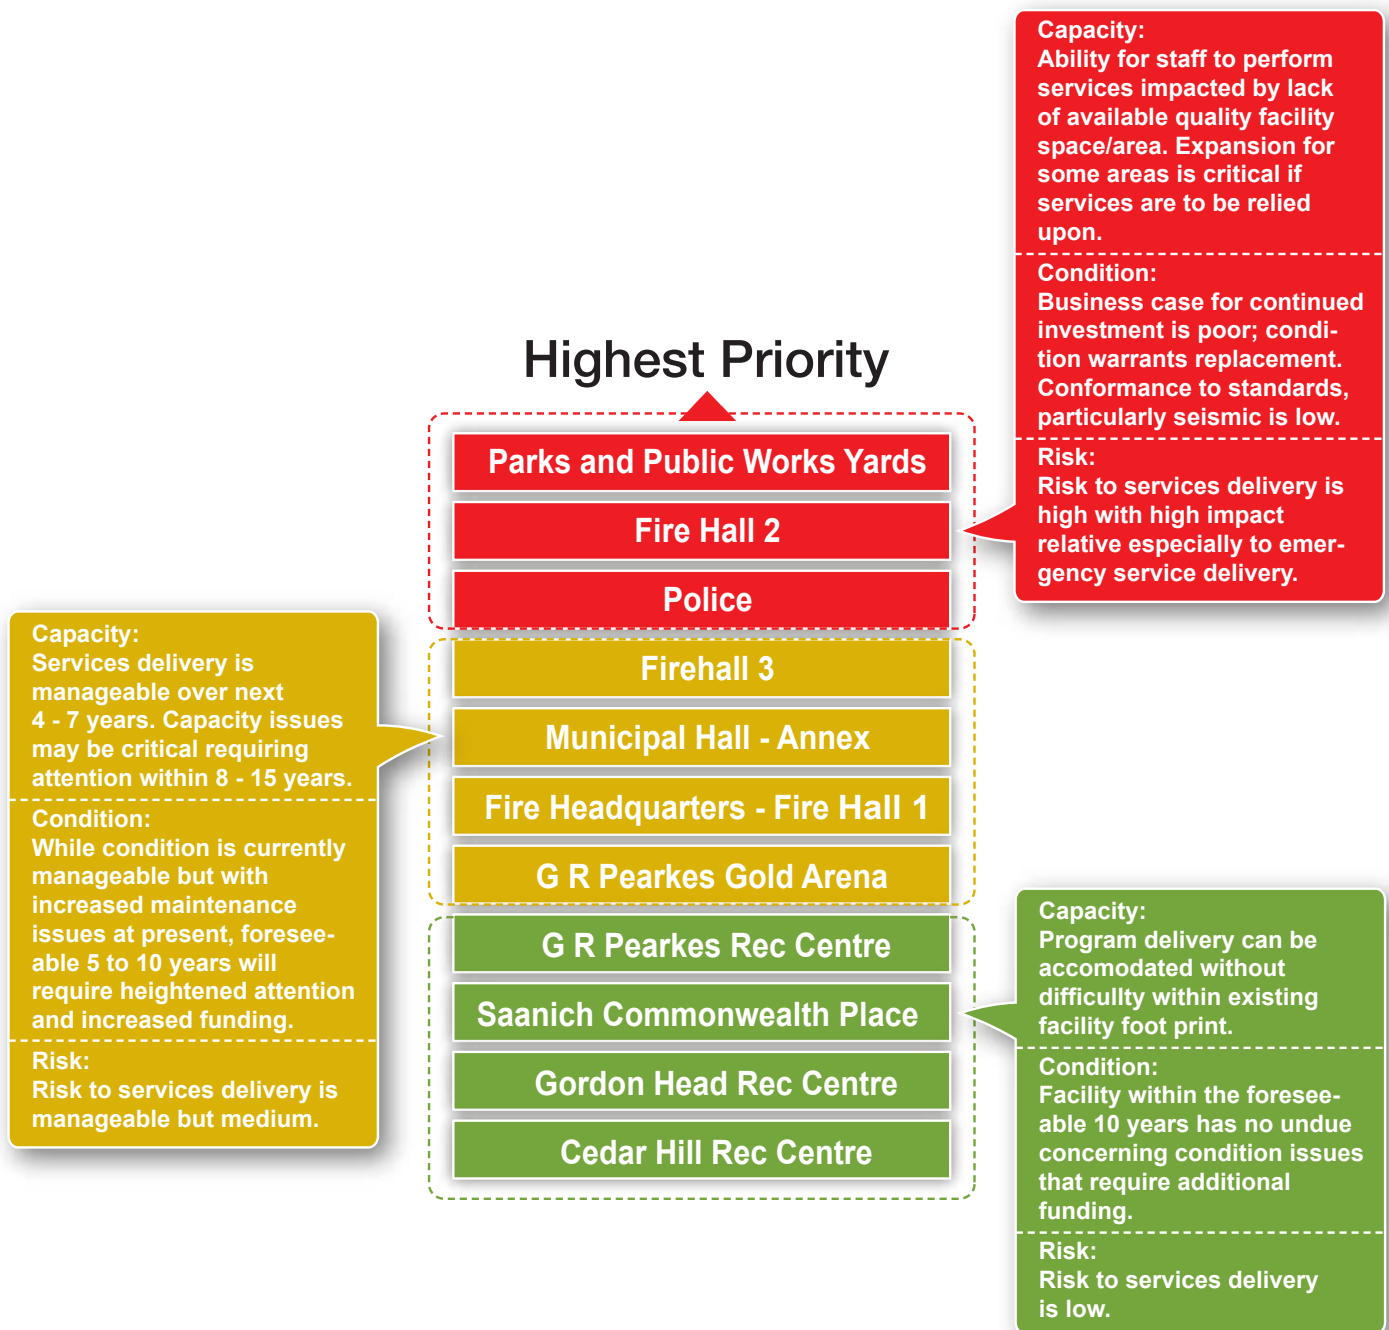 Capacity:
Ability for staff to perform
services impacted by lack
of available quality facility
space/area. Expansion for
some areas is critical if
services are to be relied
upon.
Condition:
Business case for continued
investment is poor; condi-
tion warrants replacement.
Conformance to standards,
particularly seismic is low.
Risk:
Risk to services delivery is
high with high impact
relative especially to emer-
gency service delivery.
Highest Priority
Parks and Public Works Yards
Fire Hall 2
Police
Firehall 3
Municipal Hall - Annex
Fire Headquarters - Fire Hall 1
G R Pearkes Gold Arena
G R Pearkes Rec Centre
Saanich Commonwealth Place
Gordon Head Rec Centre
Cedar Hill Rec Centre
Capacity:
Services delivery is
manageable over next
4 - 7 years. Capacity issues
may be critical requiring
attention within 8 - 15 years.
Condition:
While condition is currently
manageable but with
increased maintenance
issues at present, foresee-
able 5 to 10 years will
require heightened attention
and increased funding.
Risk:
Risk to services delivery is
manageable but medium.
Capacity:
Program delivery can be
accomodated without
difficullty within existing
facility foot print.
Condition:
Facility within the foresee-
able 10 years has no undue
concerning condition issues
that require additional
funding.
Risk:
Risk to services delivery
is low.